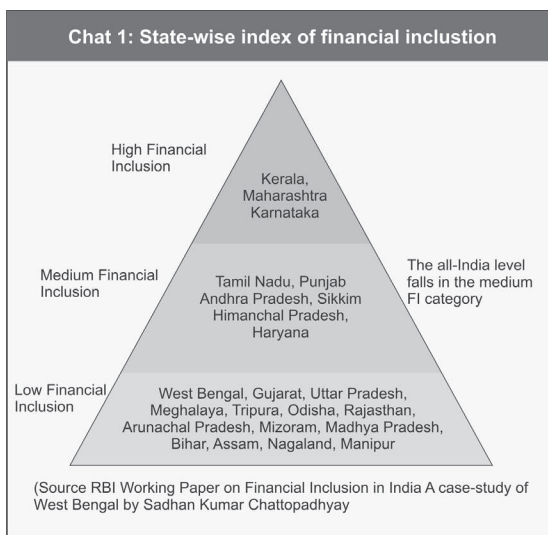 Chat 1: State-wise index of financial inclustion
High Financial
Inclusion
Kerala,
Maharashtra
Karnataka
Medium Financial
Inclusion
Tamil Nadu, Punjab
Andhra Pradesh, Sikkim
Himanchal Pradesh,
Haryana
The all-India level
falls in the medium
FI category
Low Financial
Inclusion
West Bengal, Gujarat, Uttar Pradesh,
Meghalaya, Tripura, Odisha, Rajasthan,
Arunachal Pradesh, Mizoram, Madhya Pradesh,
Bihar, Assam, Nagaland, Manipur
(Source RBI Working Paper on Financial Inclusion in India A case-study of
West Bengal by Sadhan Kumar Chattopadhyay